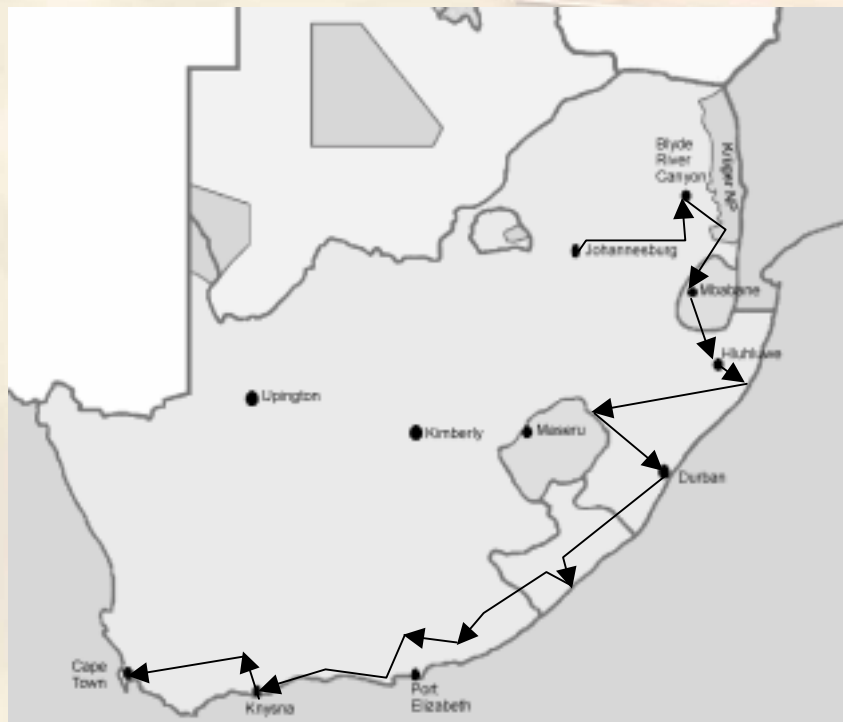 Blyde
River
Canyon
Kruger NP
Johannesburg
Mbabane
Hluhluwe
Upington
Kimberly
Maseru
Durban
Cape
Town
Knysna
Port
Elizabeth